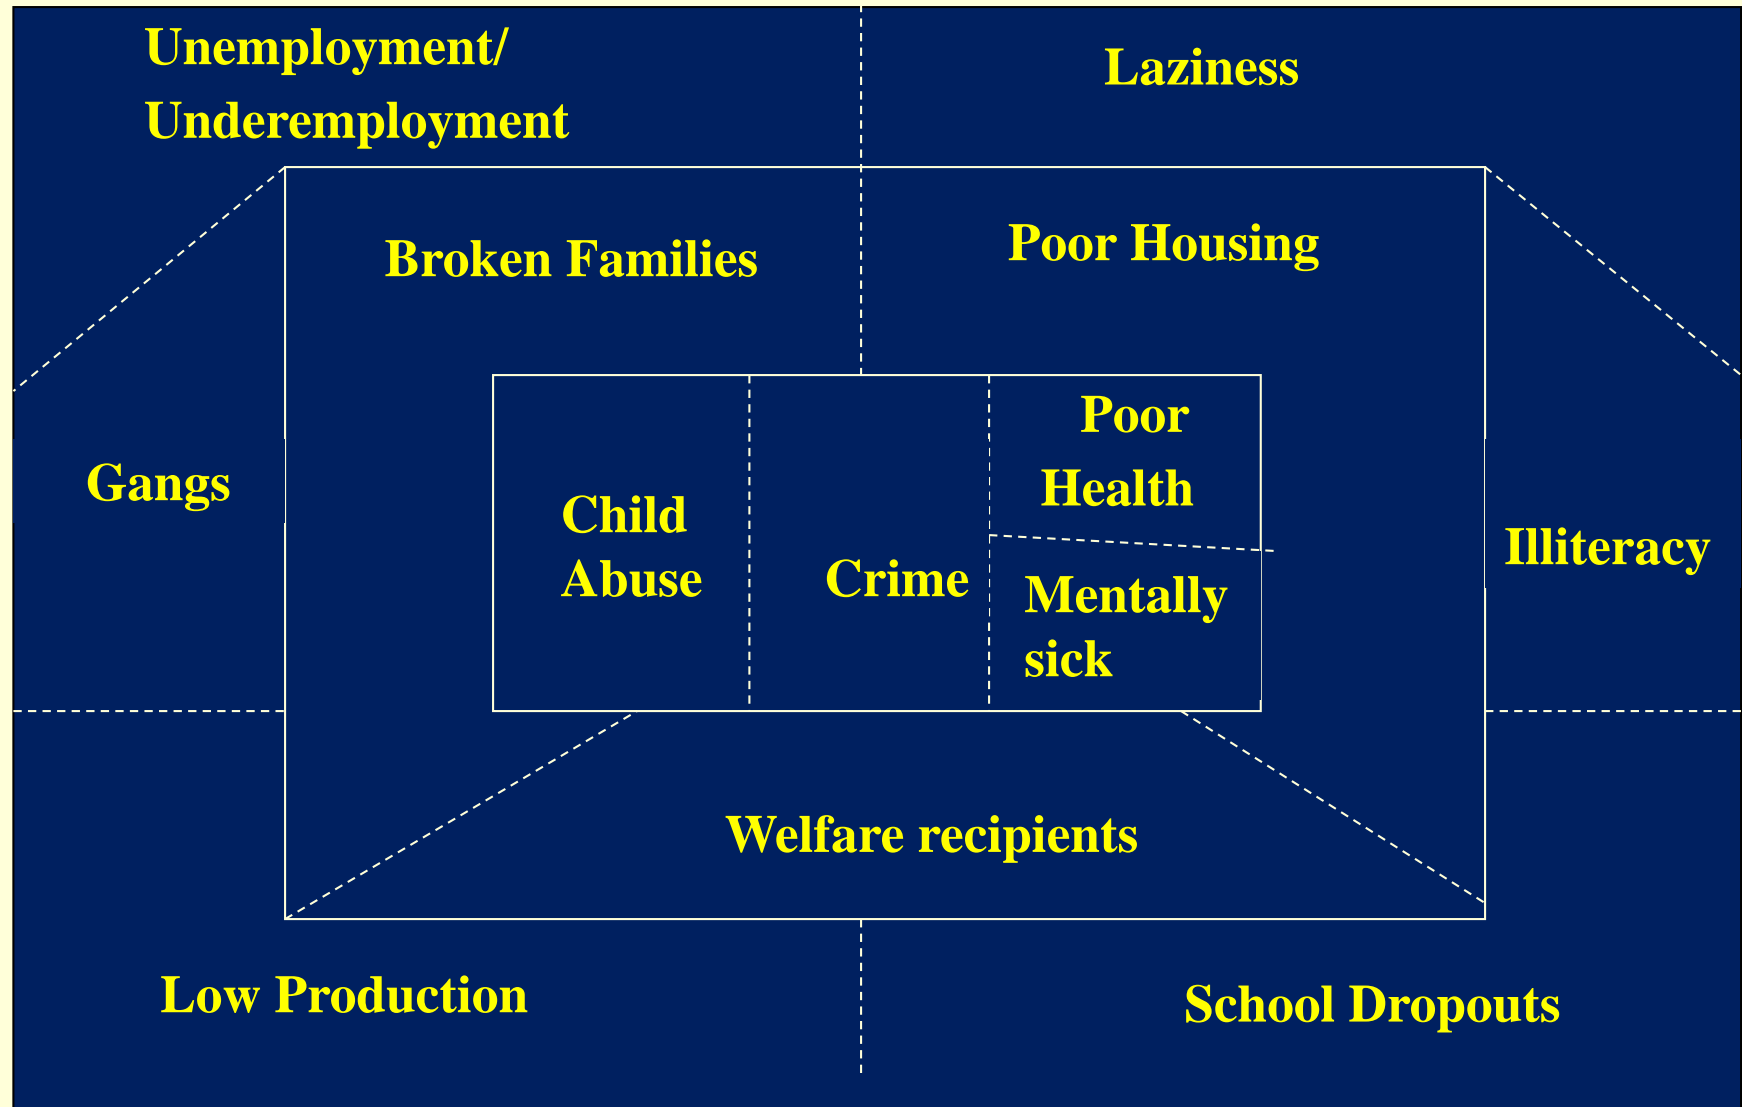 Unemployment/
Underemployment
Laziness
Broken Families
Poor Housing
Gangs
Child
Abuse
Crime
Poor
Health
Mentally
sick
Illiteracy
Welfare recipients
Low Production
School Dropouts